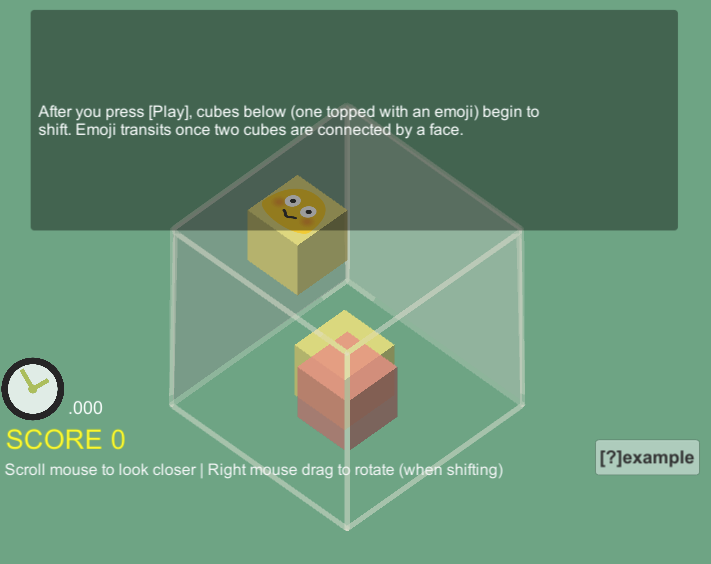 After you press [Play], cubes below (one topped with an emoji) begin to
shift. Emoji transits once two cubes are connected by a face.
.000
SCORE 0
Scroll mouse to look closer | Right mouse drag to rotate (when shifting)
[?]example